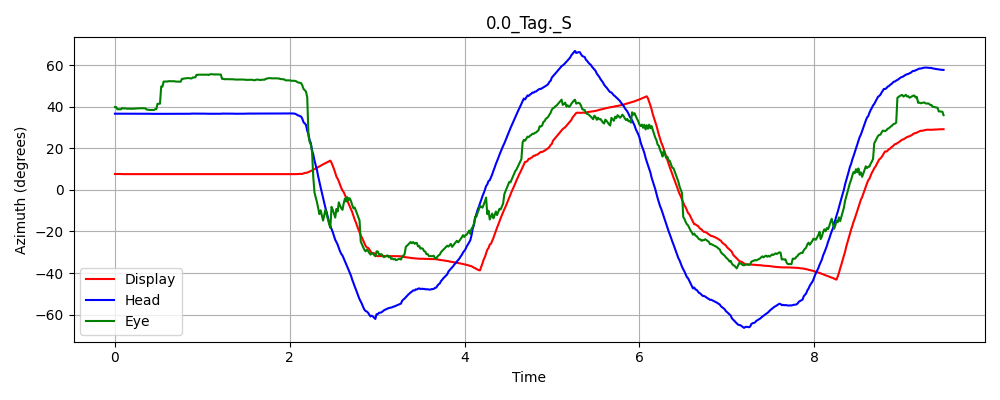 0.0_Tag._S
Azimuth (degrees)
60
40
20
0
−20
−40
−60
Display
Head
Eye
0 2 4 6 8
Time